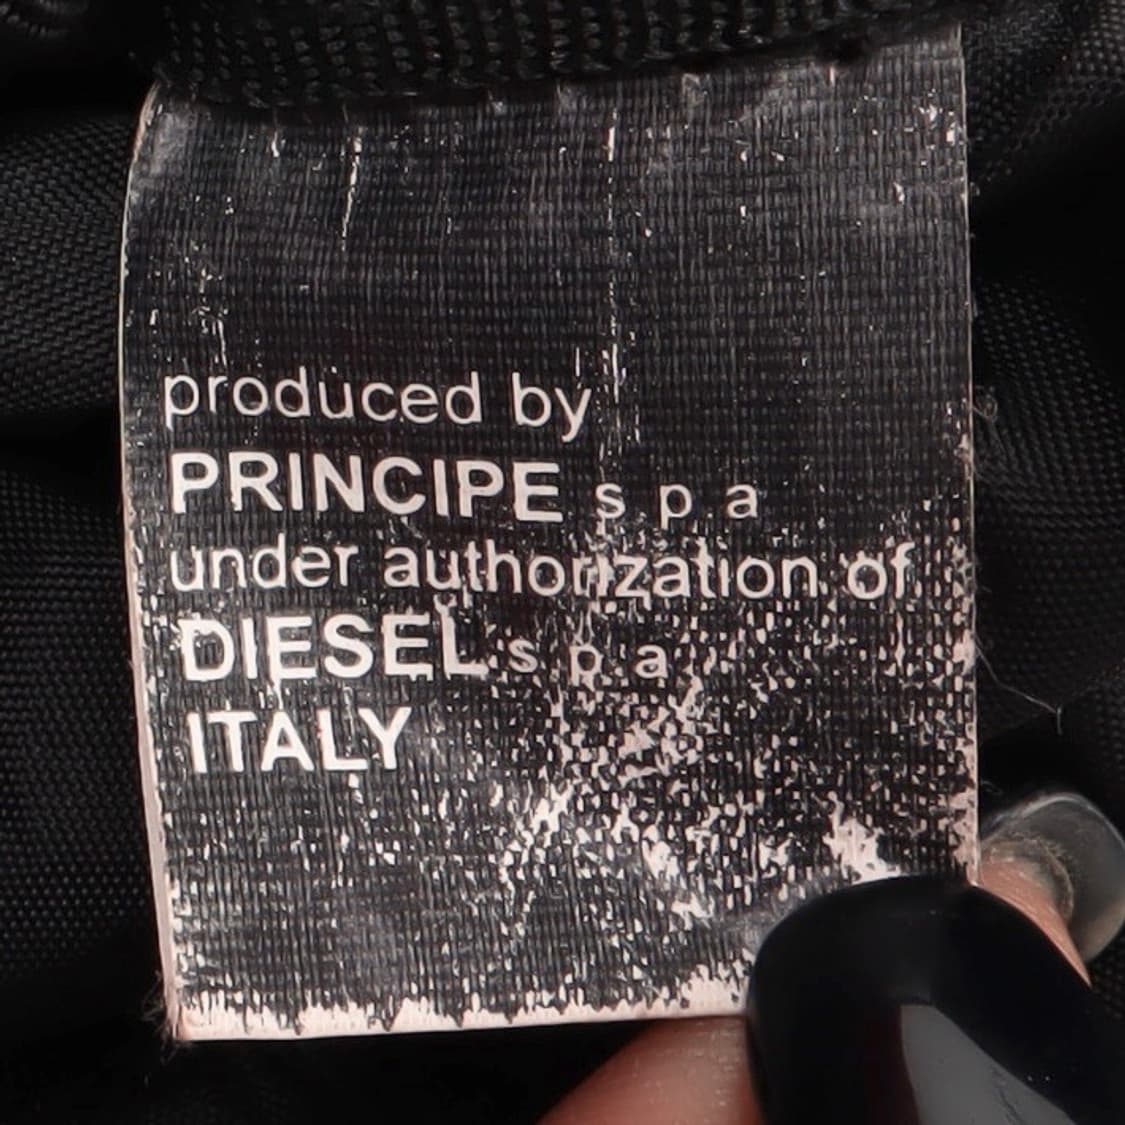 produced by
PRINCIPE s p a
under authorization of
DIESEL s p a
ITALY